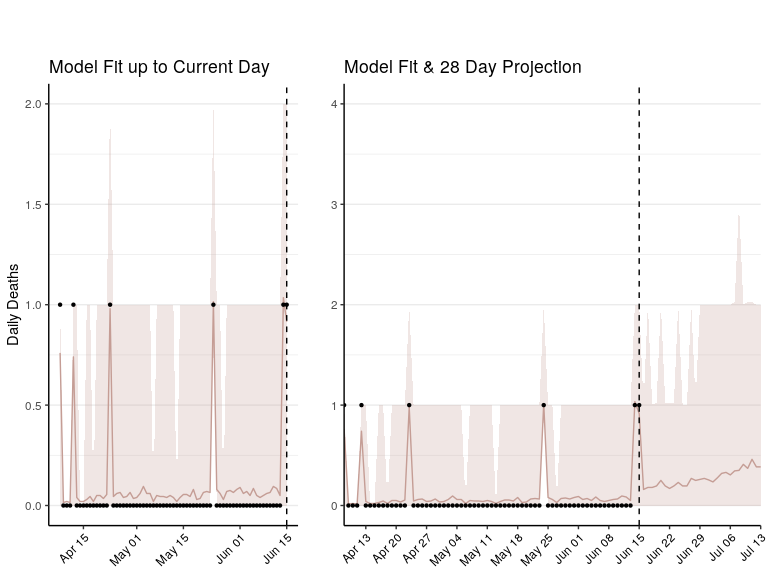 Model Fit up to Current Day
Model Fit & 28 Day Projection
Daily Deaths
2.0
1.5
1.0
0.5
0.0
Apr 15
May 01
May 15
Jun 01
Jun 15
4
3
2
1
0
Apr 13
Apr 20
Apr 27
May 04
May 11
May 18
May 25
Jun 01
Jun 08
Jun 15
Jun 22
Jun 29
Jul 06
Jul 13